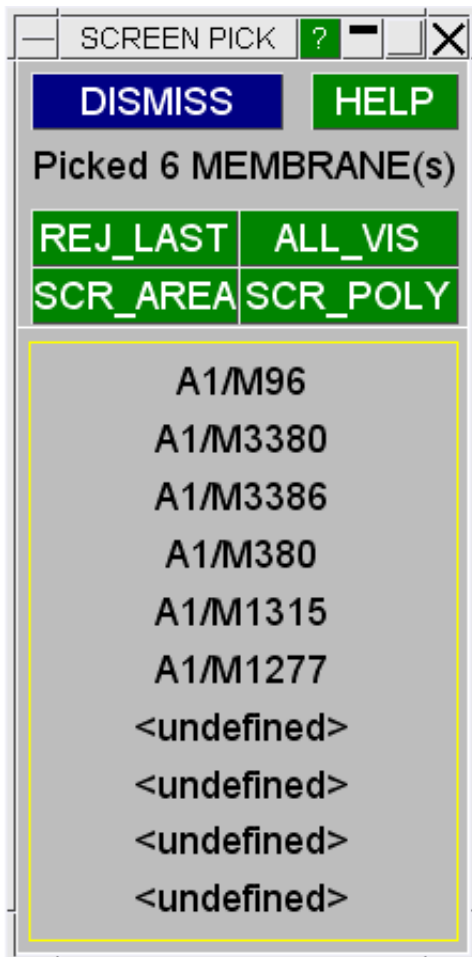 SCREEN PICK ?
DISMISS HELP
Picked 6 MEMBRANE(s)
REJ_LAST ALL_VIS
SCR_AREA SCR_POLY
A1/M96
A1/M3380
A1/M3386
A1/M380
A1/M1315
A1/M1277
<undefined>
<undefined>
<undefined>
<undefined>